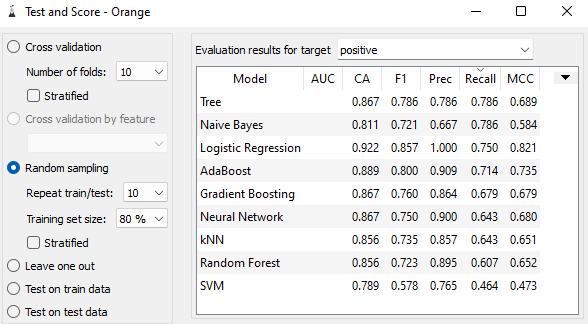 Test and Score - Orange
Cross validation
Number of folds: 10
Stratified
Cross validation by feature
Random sampling
Repeat train/test: 10
Training set size: 80 %
Stratified
Leave one out
Test on train data
Test on test data
Evaluation results for target positive
Model AUC CA F1 Prec Recall MCC
Tree 0.867 0.786 0.786 0.786 0.689
Naive Bayes 0.811 0.721 0.667 0.786 0.584
Logistic Regression 0.922 0.857 1.000 0.750 0.821
AdaBoost 0.889 0.800 0.909 0.714 0.735
Gradient Boosting 0.867 0.760 0.864 0.679 0.679
Neural Network 0.867 0.750 0.900 0.643 0.680
kNN 0.856 0.735 0.857 0.643 0.651
Random Forest 0.856 0.723 0.895 0.607 0.652
SVM 0.789 0.578 0.765 0.464 0.473